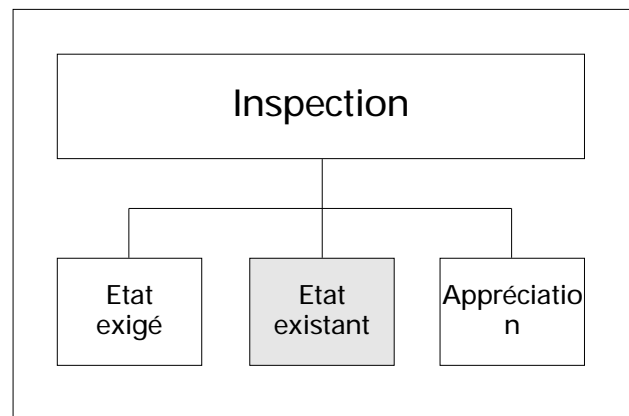 Inspection
Etat
exigé
Etat
existant
Appréciatio
n